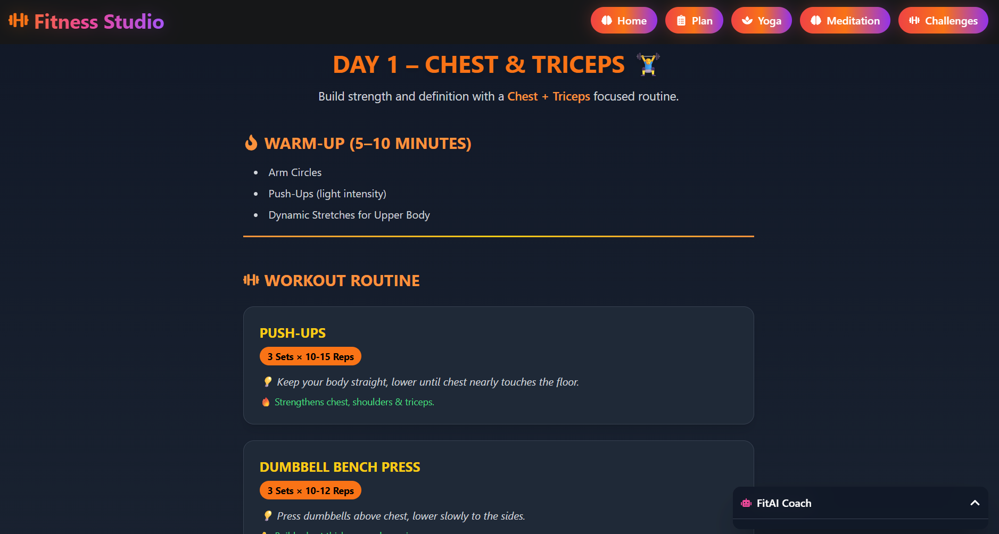 Fitness Studio
Home
Plan
Yoga
Meditation
Challenges
DAY 1 – CHEST & TRICEPS
Build strength and definition with a Chest + Triceps focused routine.
WARM-UP (5–10 MINUTES)
Arm Circles
Push-Ups (light intensity)
Dynamic Stretches for Upper Body
WORKOUT ROUTINE
PUSH-UPS
3 Sets × 10-15 Reps
Keep your body straight, lower until chest nearly touches the floor.
Strengthens chest, shoulders & triceps.
DUMBBELL BENCH PRESS
3 Sets × 10-12 Reps
Press dumbbells above chest, lower slowly to the sides.
FitAI Coach